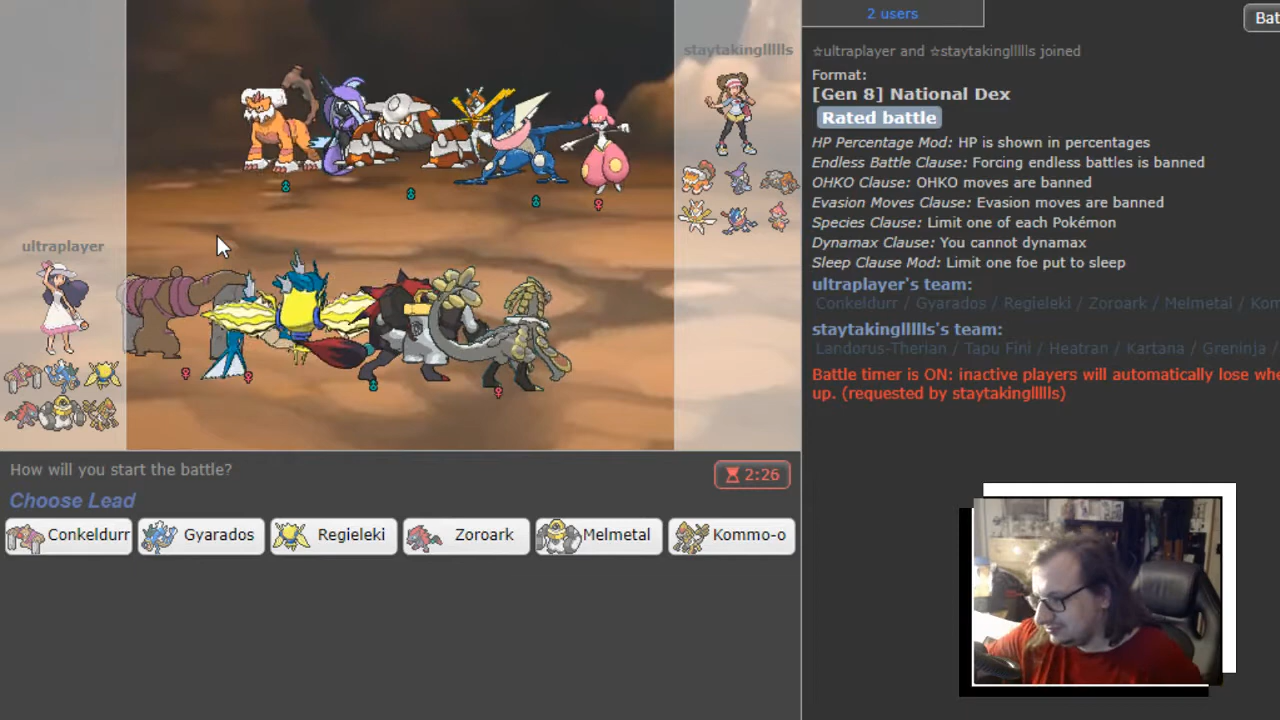 2 users
Bat
☆ultraplayer and ☆staytakingllllls joined
Format:
[Gen 8] National Dex
Rated battle
HP Percentage Mod: HP is shown in percentages
Endless Battle Clause: Forcing endless battles is banned
OHKO Clause: OHKO moves are banned
Evasion Moves Clause: Evasion moves are banned
Species Clause: Limit one of each Pokémon
Dynamax Clause: You cannot dynamax
Sleep Clause Mod: Limit one foe put to sleep
ultraplayer's team:
Conkeldurr / Gyarados / Regieleki / Zoroark / Melmetal / Kom
staytakingllllls's team:
Landorus-Therian / Tapu Fini / Heatran / Kartana / Greninja /
Battle timer is ON: inactive players will automatically lose whe
up. (requested by staytakingllllls)
staytakingllllls
ultraplayer
How will you start the battle?
2:26
Choose Lead
Conkeldurr Gyarados Regieleki Zoroark Melmetal Kommo-o